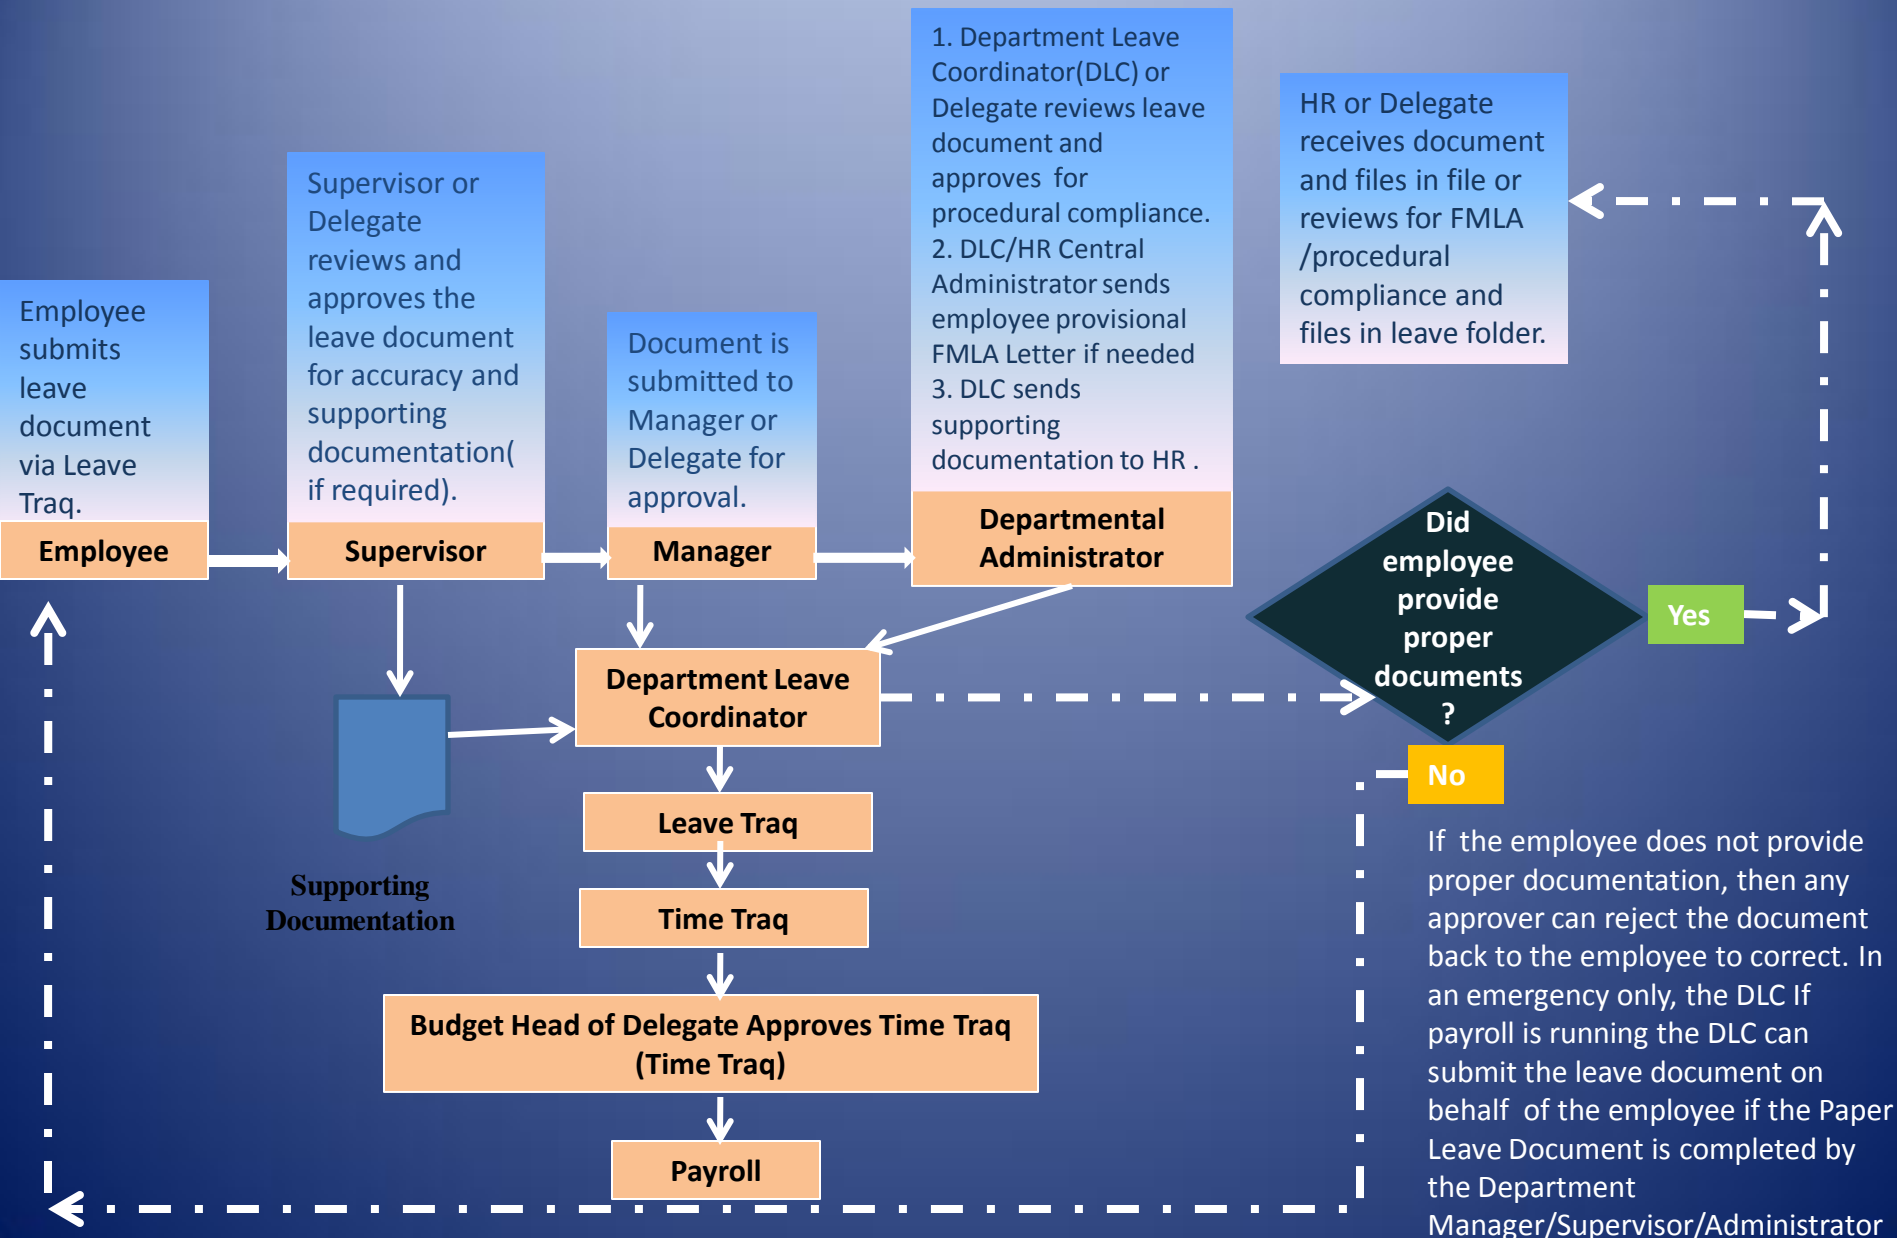 Employee
submits
leave
document
via Leave
Traq.
Employee
Supervisor or
Delegate
reviews and
approves the
leave document
for accuracy and
supporting
documentation(
if required).
Supervisor
Document is
submitted to
Manager or
Delegate for
approval.
Manager
1. Department Leave
Coordinator(DLC) or
Delegate reviews leave
document and
approves for
procedural compliance.
2. DLC/HR Central
Administrator sends
employee provisional
FMLA Letter if needed
3. DLC sends
supporting
documentation to HR .
Departmental
Administrator
HR or Delegate
receives document
and files in file or
reviews for FMLA
/procedural
compliance and
files in leave folder.
Did
employee
provide
proper
documents
?
Yes
No
Department Leave
Coordinator
Supporting
Documentation
Leave Traq
Time Traq
Budget Head of Delegate Approves Time Traq
(Time Traq)
Payroll
If the employee does not provide
proper documentation, then any
approver can reject the document
back to the employee to correct. In
an emergency only, the DLC If
payroll is running the DLC can
submit the leave document on
behalf of the employee if the Paper
Leave Document is completed by
the Department
Manager/Supervisor/Administrator